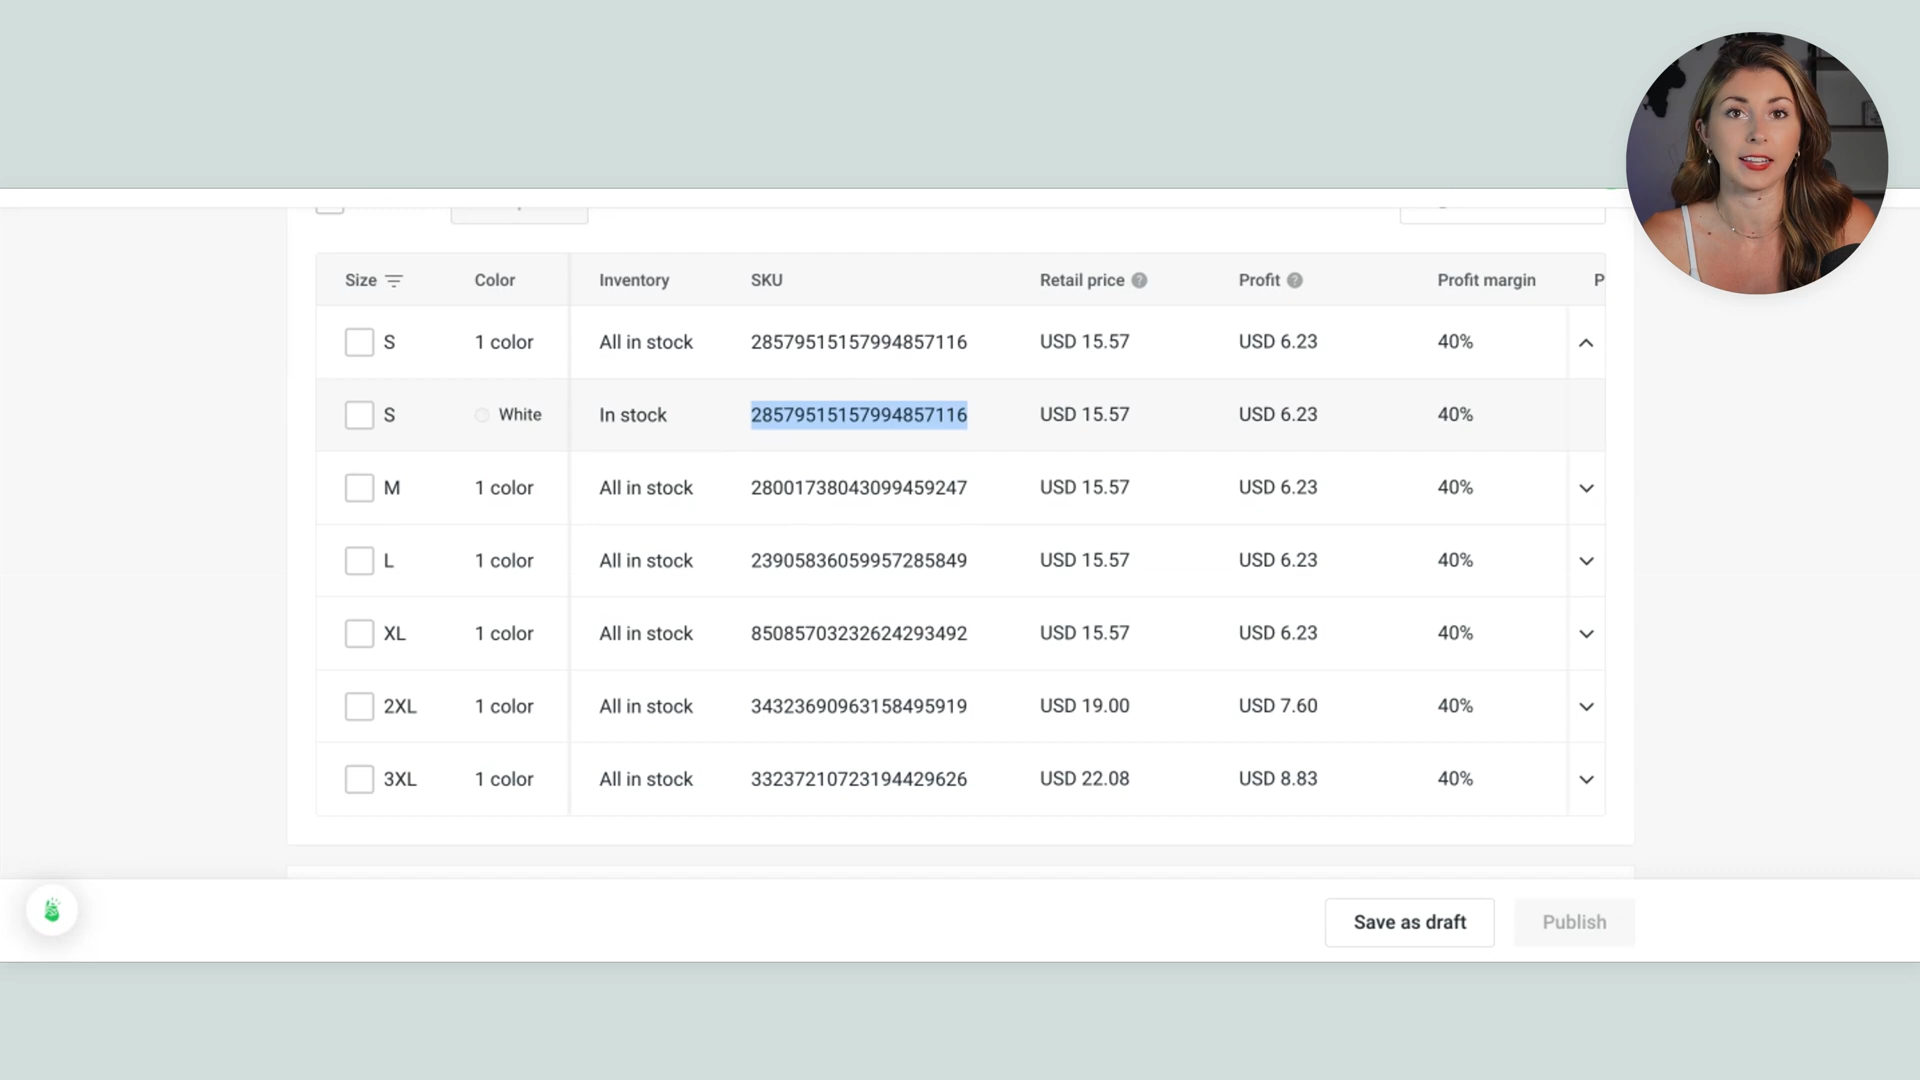 Size Color Inventory SKU Retail price ? Profit ? Profit margin P
S 1 color All in stock 28579515157994857116 USD 15.57 USD 6.23 40%
S White In stock 28579515157994857116 USD 15.57 USD 6.23 40%
M 1 color All in stock 28001738043099459247 USD 15.57 USD 6.23 40%
L 1 color All in stock 23905836059957285849 USD 15.57 USD 6.23 40%
XL 1 color All in stock 85085703232624293492 USD 15.57 USD 6.23 40%
2XL 1 color All in stock 34323690963158495919 USD 19.00 USD 7.60 40%
3XL 1 color All in stock 33237210723194429626 USD 22.08 USD 8.83 40%
Save as draft Publish